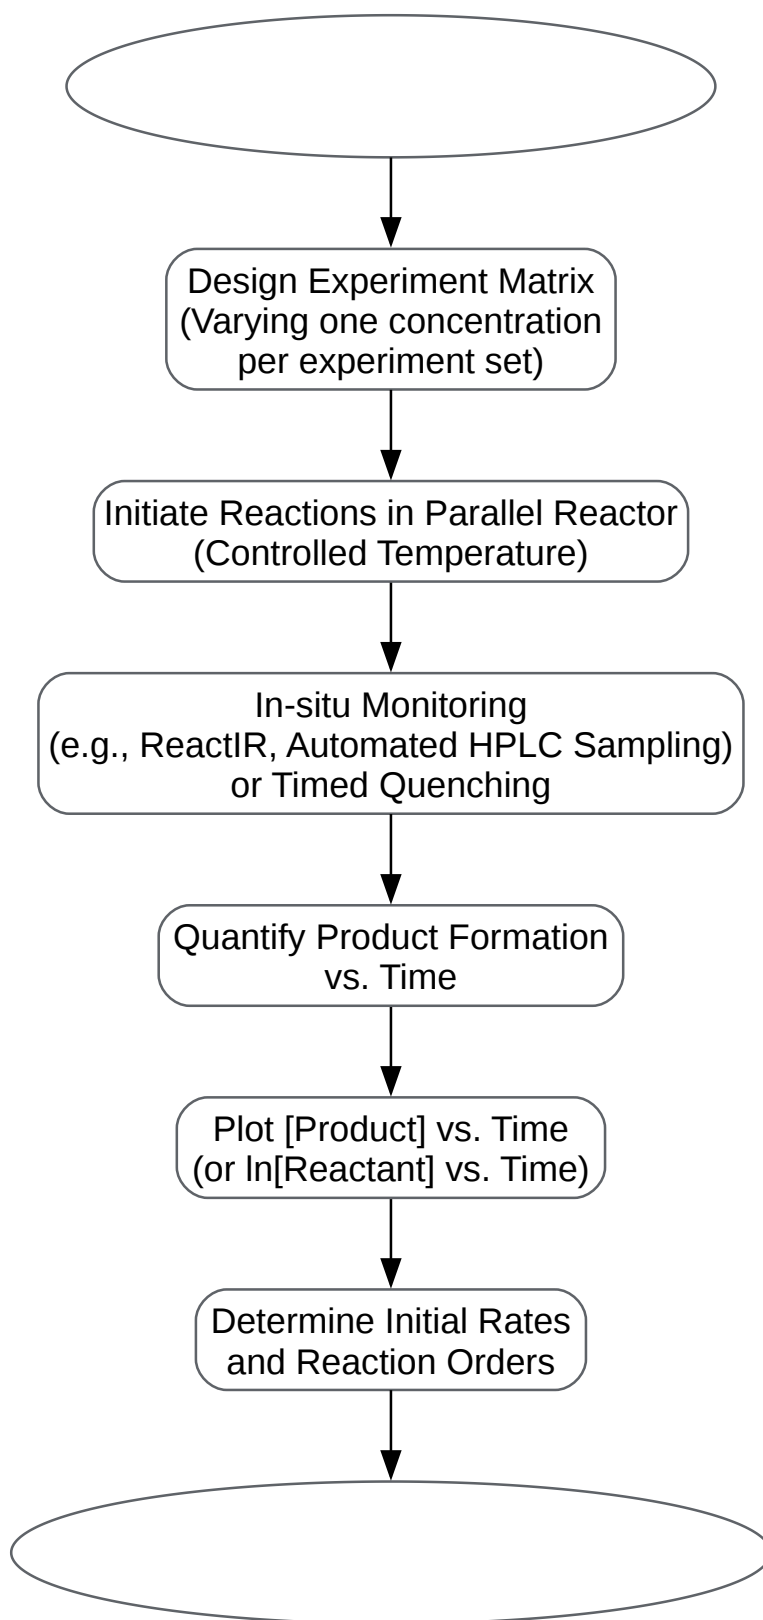 Design Experiment Matrix
(Varying one concentration
per experiment set)
Initiate Reactions in Parallel Reactor
(Controlled Temperature)
In-situ Monitoring
(e.g., ReactIR, Automated HPLC Sampling)
or Timed Quenching
Quantify Product Formation
vs. Time
Plot [Product] vs. Time
(or ln[Reactant] vs. Time)
Determine Initial Rates
and Reaction Orders